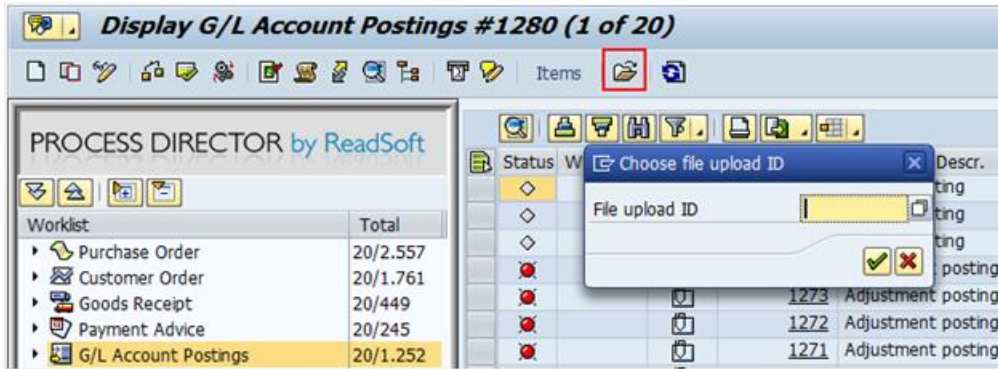 Display G/L Account Postings #1280 (1 of 20)
Items
PROCESS DIRECTOR by ReadSoft
Worklist Total
Purchase Order 20/2.557
Customer Order 20/1.761
Goods Receipt 20/449
Payment Advice 20/245
G/L Account Postings 20/1.252
Status W Descr.
ting
ting
ting
posting
1273 Adjustment posting
1272 Adjustment posting
1271 Adjustment posting
Choose file upload ID
File upload ID